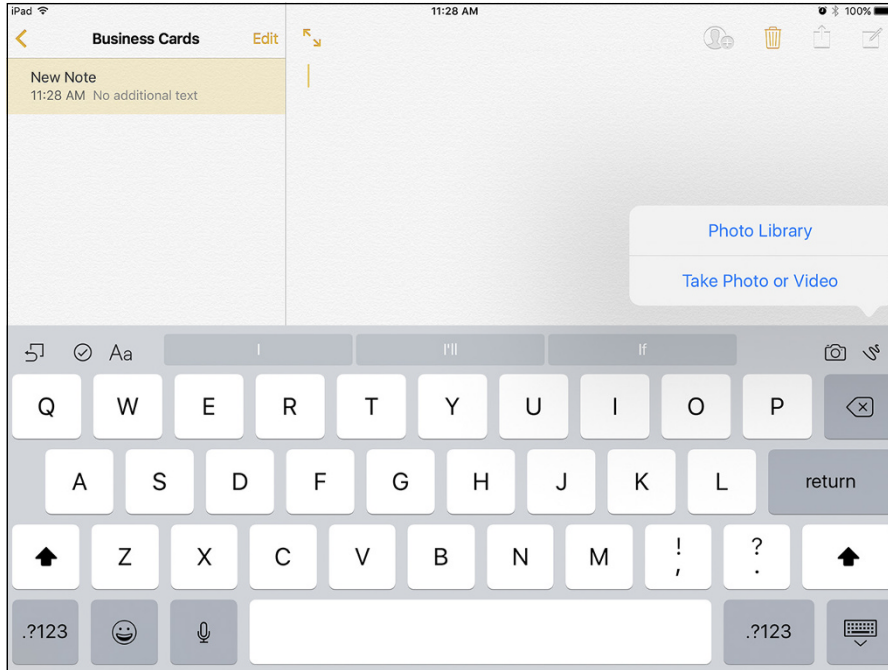 iPad 11:28 AM 100%
Business Cards Edit
New Note
11:28 AM No additional text
Photo Library
Take Photo or Video
Aa I I'll If
Q W E R T Y U I O P
A S D F G H J K L return
Z X C V B N M ! , ? .
.?123 .?123